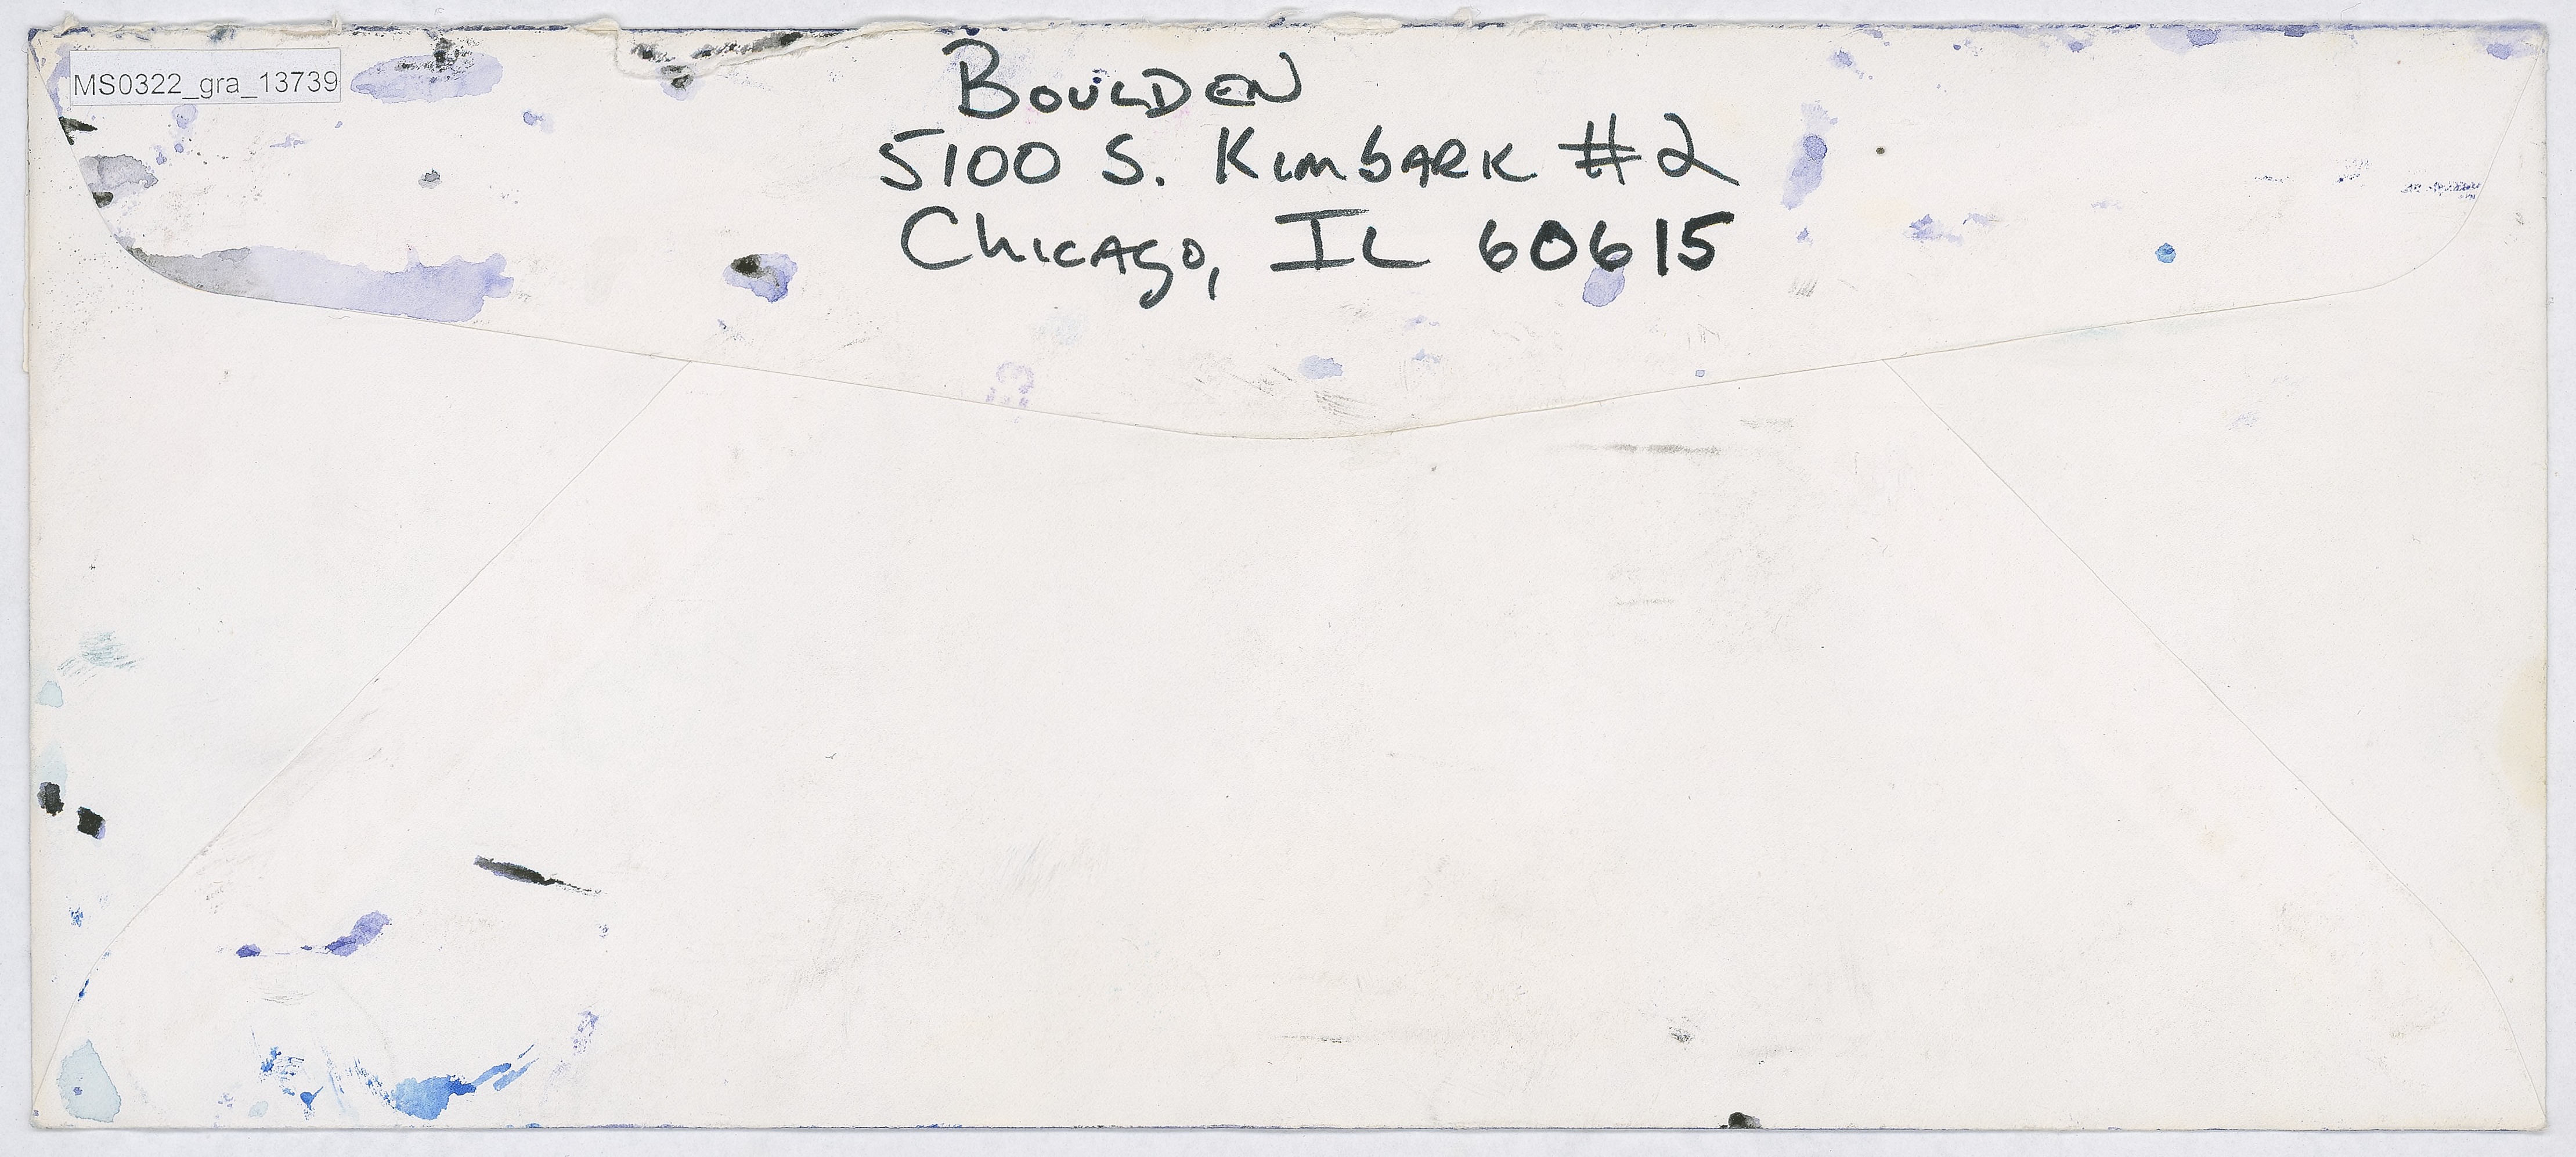 MS0322_gra_13739
Boulden
5100 S. Kimbark #2
Chicago, IL 60615